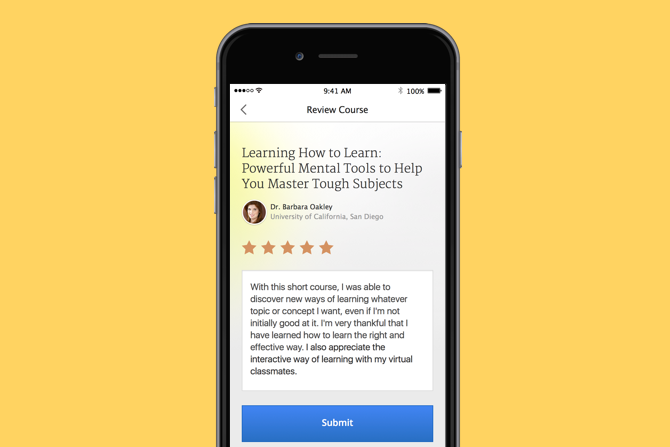 9:41 AM
100%
Review Course
Learning How to Learn:
Powerful Mental Tools to Help
You Master Tough Subjects
Dr. Barbara Oakley
University of California, San Diego
With this short course, I was able to
discover new ways of learning whatever
topic or concept I want, even if I'm not
initially good at it. I'm very thankful that I
have learned how to learn the right and
effective way. I also appreciate the
interactive way of learning with my virtual
classmates.
Submit